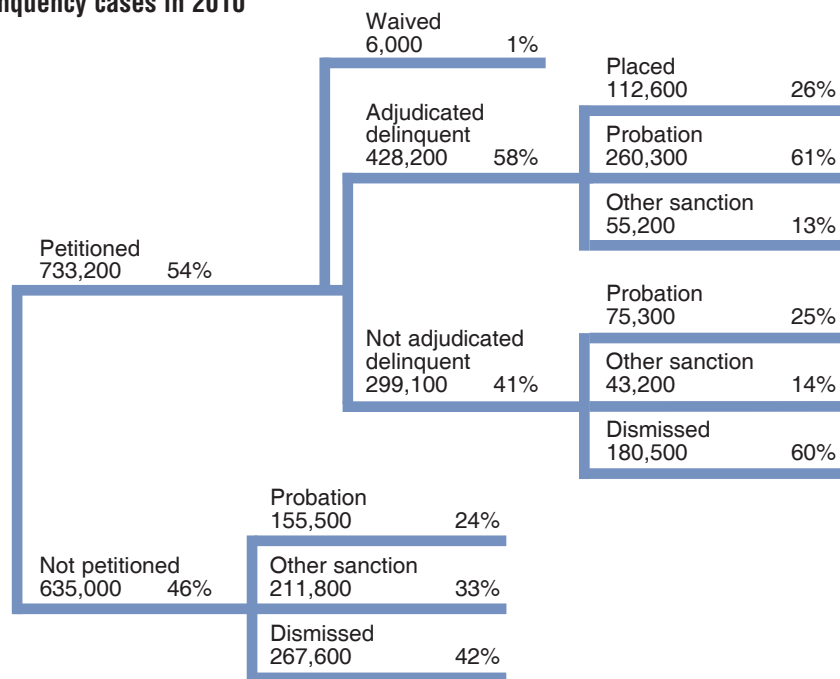 cases in 2010
Waived
6,000 1%
Adjudicated
delinquent
428,200 58%
Placed
112,600 26%
Probation
260,300 61%
Other sanction
55,200 13%
Petitioned
733,200 54%
Not adjudicated
delinquent
299,100 41%
Probation
75,300 25%
Other sanction
43,200 14%
Dismissed
180,500 60%
Not petitioned
635,000 46%
Probation
155,500 24%
Other sanction
211,800 33%
Dismissed
267,600 42%